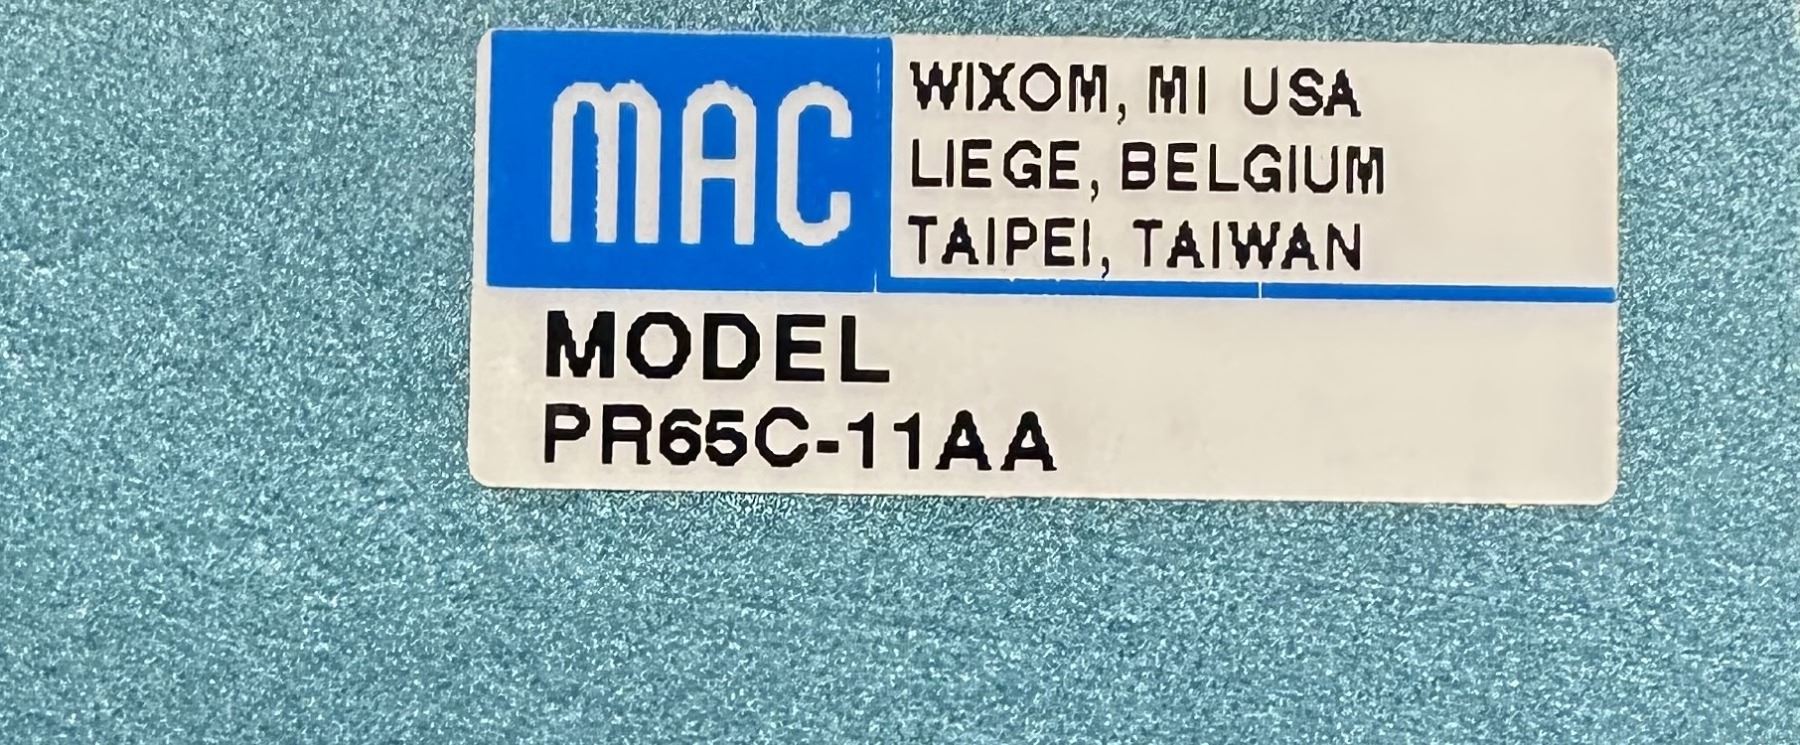 MAC
WIXOM, MI USA
LIEGE, BELGIUM
TAIPEI, TAIWAN
MODEL
PR65C-11AA